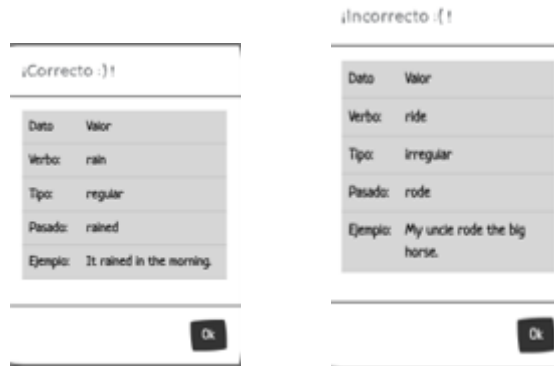 ¡Correcto :}!
Dato Valor
Verbo: rain
Tipo: regular
Pasado: rained
Ejemplo: It rained in the morning.
Ok
¡Incorrecto :{!
Dato Valor
Verbo: ride
Tipo: irregular
Pasado: rode
Ejemplo: My uncle rode the big
horse.
Ok